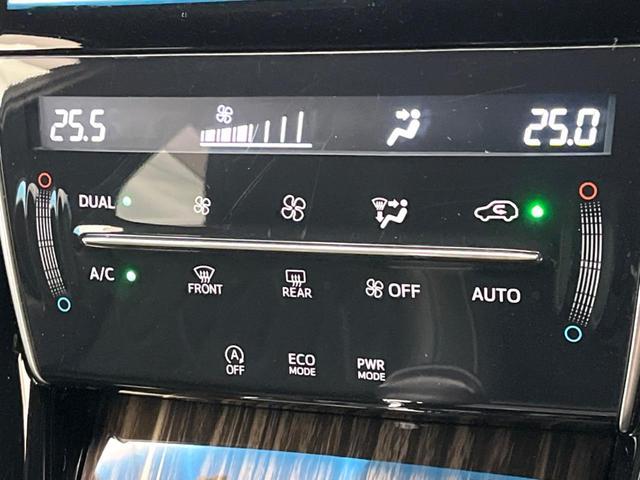 25.5 25.0
DUAL
A/C FRONT REAR OFF AUTO
A OFF ECO MODE PWR MODE